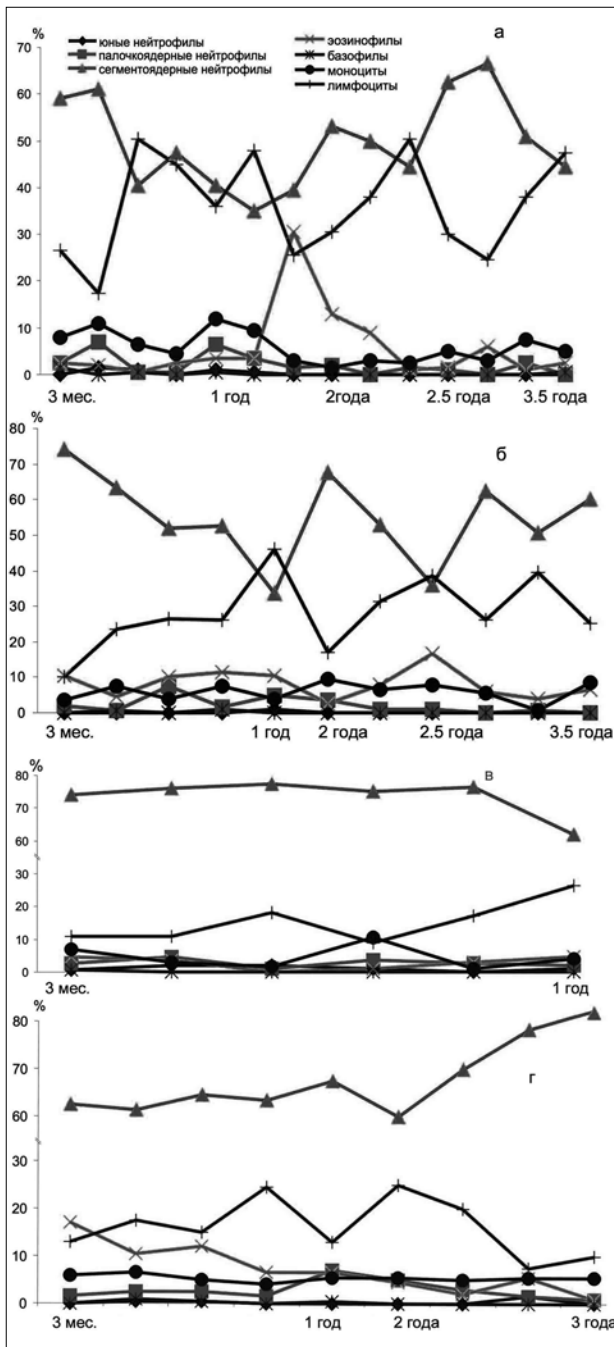 %
а
юные нейтрофилы
палочкоядерные нейтрофилы
сегментоядерные нейтрофилы
эозинофилы
базофилы
моноциты
лимфоциты
70
60
50
40
30
20
10
0
3 мес. 1 год 2года 2.5 года 3.5 года
%
б
80
70
60
50
40
30
20
10
0
3 мес. 1 год 2 года 2.5 года 3.5 года
%
в
80
70
60
30
20
10
0
3 мес. 1 год
%
г
80
70
60
30
20
10
0
3 мес. 1 год 2 года 3 года